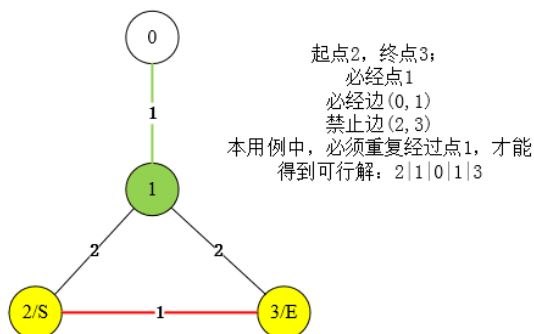 0
起点2，终点3；
必经点1
必经边(0,1)
1
禁止边(2,3)
本用例中，必须重复经过点1，才能
得到可行解：2|1|0|1|3
1
2
2
2/S
1
3/E